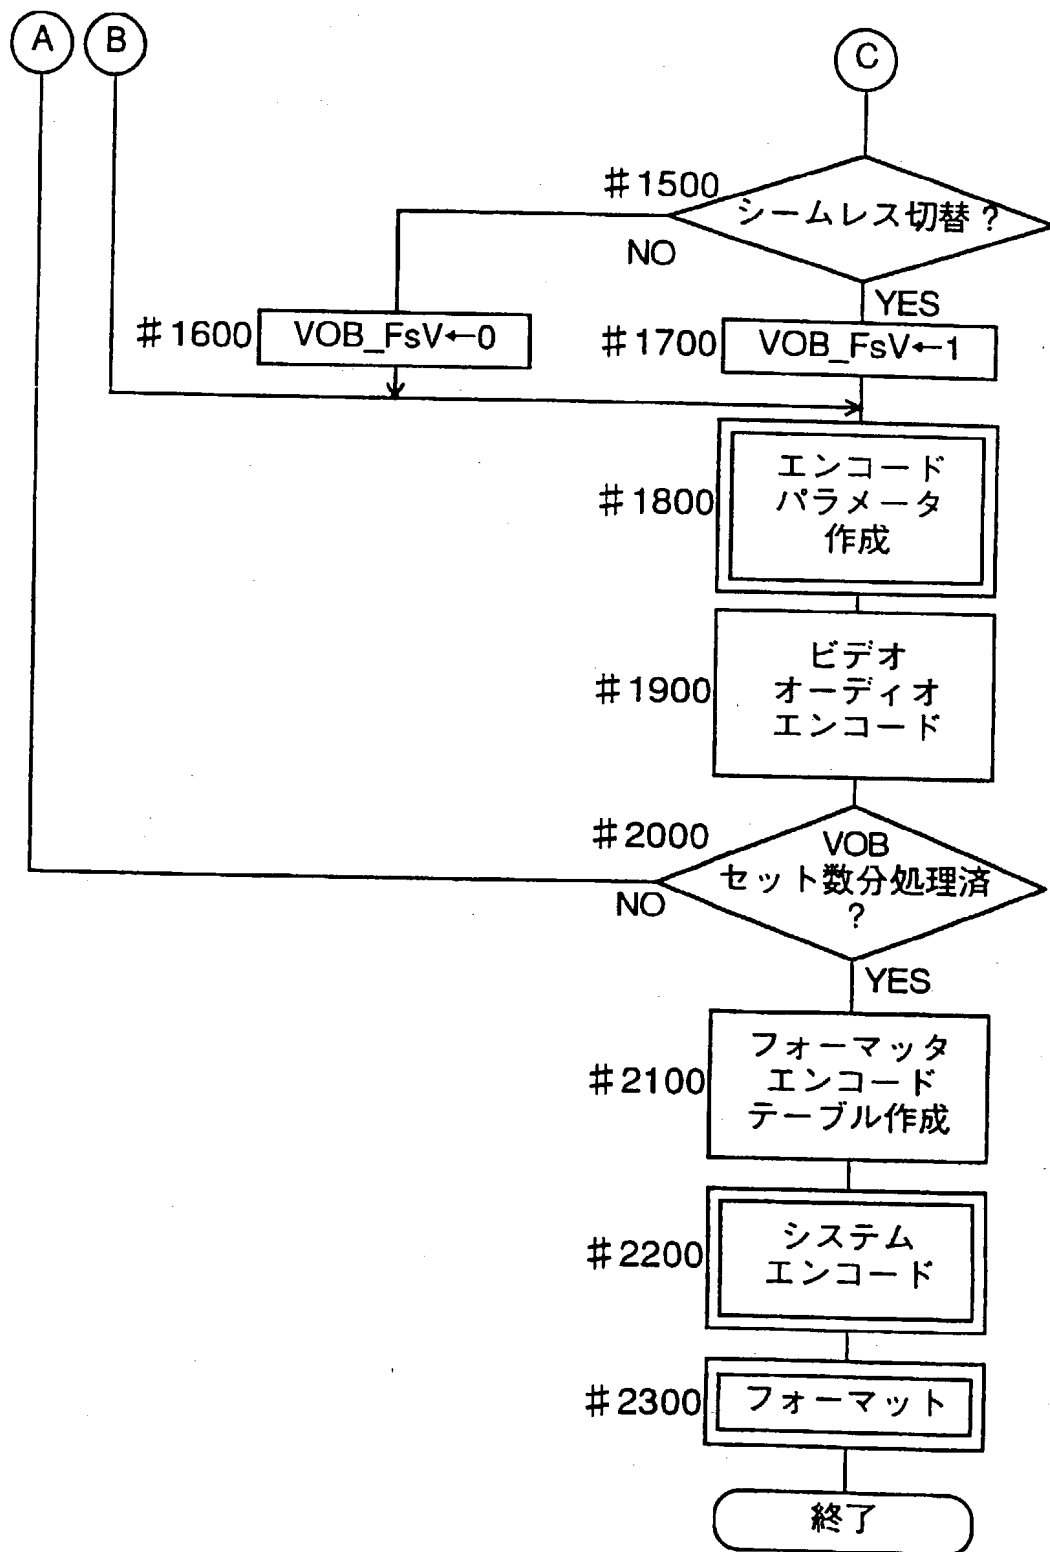 A
B
C
#1500
シームレス切替?
NO
YES
#1600
VOB_FsV←0
#1700
VOB_FsV←1
#1800
エンコード
パラメータ
作成
#1900
ビデオ
オーディオ
エンコード
#2000
VOB
セット数分処理済
?
NO
YES
#2100
フォーマッタ
エンコード
テーブル作成
#2200
システム
エンコード
#2300
フォーマット
終了